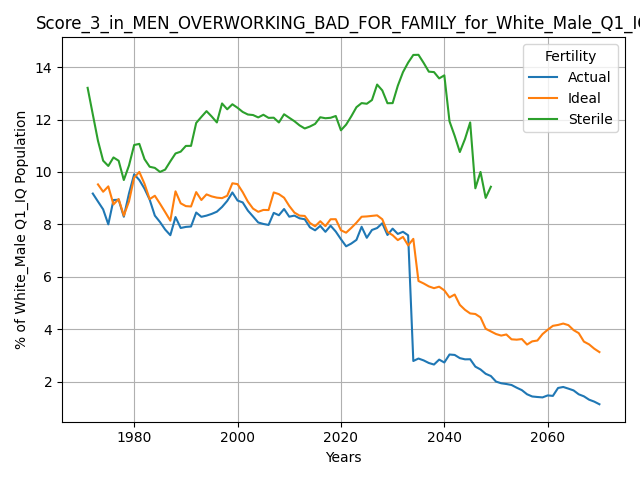 Score_3_in_MEN_OVERWORKING_BAD_FOR_FAMILY_for_White_Male_Q1_IQ
Fertility
Actual
Ideal
Sterile
% of White_Male Q1_IQ Population
14
12
10
8
6
4
2
1980
2000
2020
2040
2060
Years